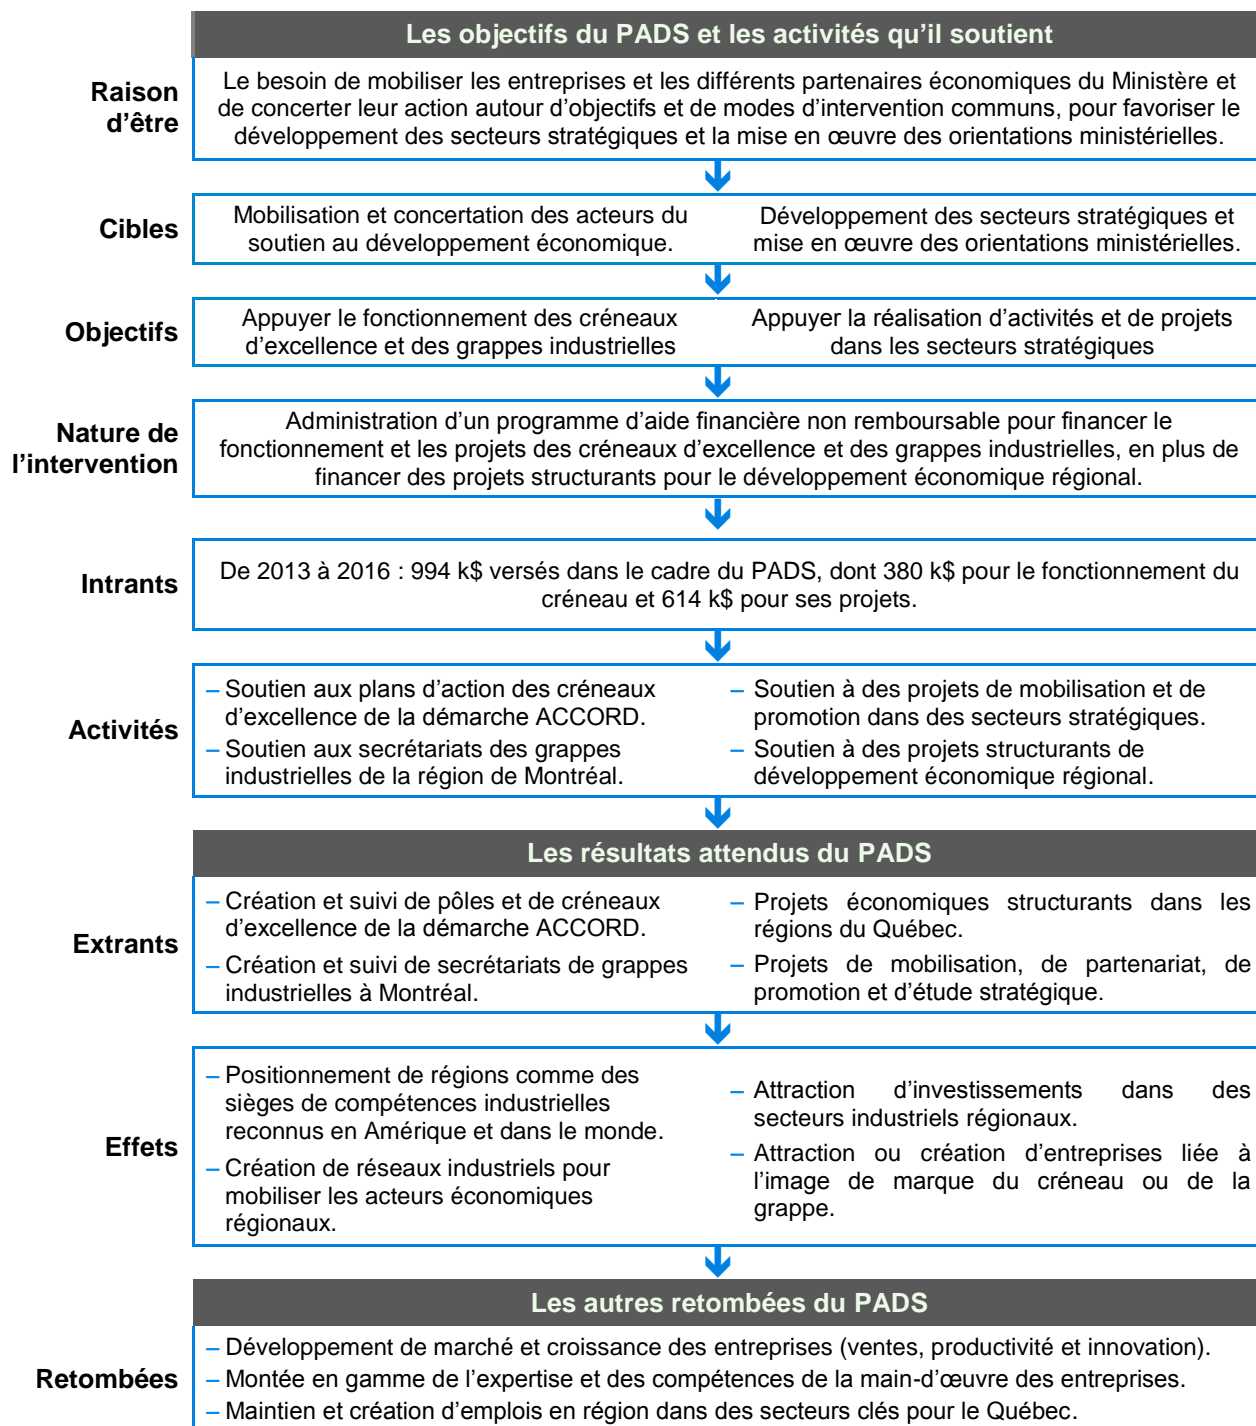 Les objectifs du PADS et les activités qu'il soutient
Raison
d'être
Le besoin de mobiliser les entreprises et les différents partenaires économiques du Ministère et
de concerter leur action autour d'objectifs et de modes d'intervention communs, pour favoriser le
développement des secteurs stratégiques et la mise en œuvre des orientations ministérielles.
Cibles
Mobilisation et concertation des acteurs du
soutien au développement économique.
Développement des secteurs stratégiques et
mise en œuvre des orientations ministérielles.
Objectifs
Appuyer le fonctionnement des créneaux
d'excellence et des grappes industrielles
Appuyer la réalisation d'activités et de projets
dans les secteurs stratégiques
Nature de
l'intervention
Administration d'un programme d'aide financière non remboursable pour financer le
fonctionnement et les projets des créneaux d'excellence et des grappes industrielles, en plus de
financer des projets structurants pour le développement économique régional.
Intrants
De 2013 à 2016 : 994 k$ versés dans le cadre du PADS, dont 380 k$ pour le fonctionnement du
créneau et 614 k$ pour ses projets.
Activités
– Soutien aux plans d'action des créneaux
d'excellence de la démarche ACCORD.
– Soutien aux secrétariats des grappes
industrielles de la région de Montréal.
– Soutien à des projets de mobilisation et de
promotion dans des secteurs stratégiques.
– Soutien à des projets structurants de
développement économique régional.
Les résultats attendus du PADS
Extrants
– Création et suivi de pôles et de créneaux
d'excellence de la démarche ACCORD.
– Création et suivi de secrétariats de grappes
industrielles à Montréal.
– Projets économiques structurants dans les
régions du Québec.
– Projets de mobilisation, de partenariat, de
promotion et d'étude stratégique.
Effets
– Positionnement de régions comme des
sièges de compétences industrielles
reconnus en Amérique et dans le monde.
– Création de réseaux industriels pour
mobiliser les acteurs économiques
régionaux.
– Attraction d'investissements dans des
secteurs industriels régionaux.
– Attraction ou création d'entreprises liée à
l'image de marque du créneau ou de la
grappe.
Les autres retombées du PADS
Retombées
– Développement de marché et croissance des entreprises (ventes, productivité et innovation).
– Montée en gamme de l'expertise et des compétences de la main-d'œuvre des entreprises.
– Maintien et création d'emplois en région dans des secteurs clés pour le Québec.